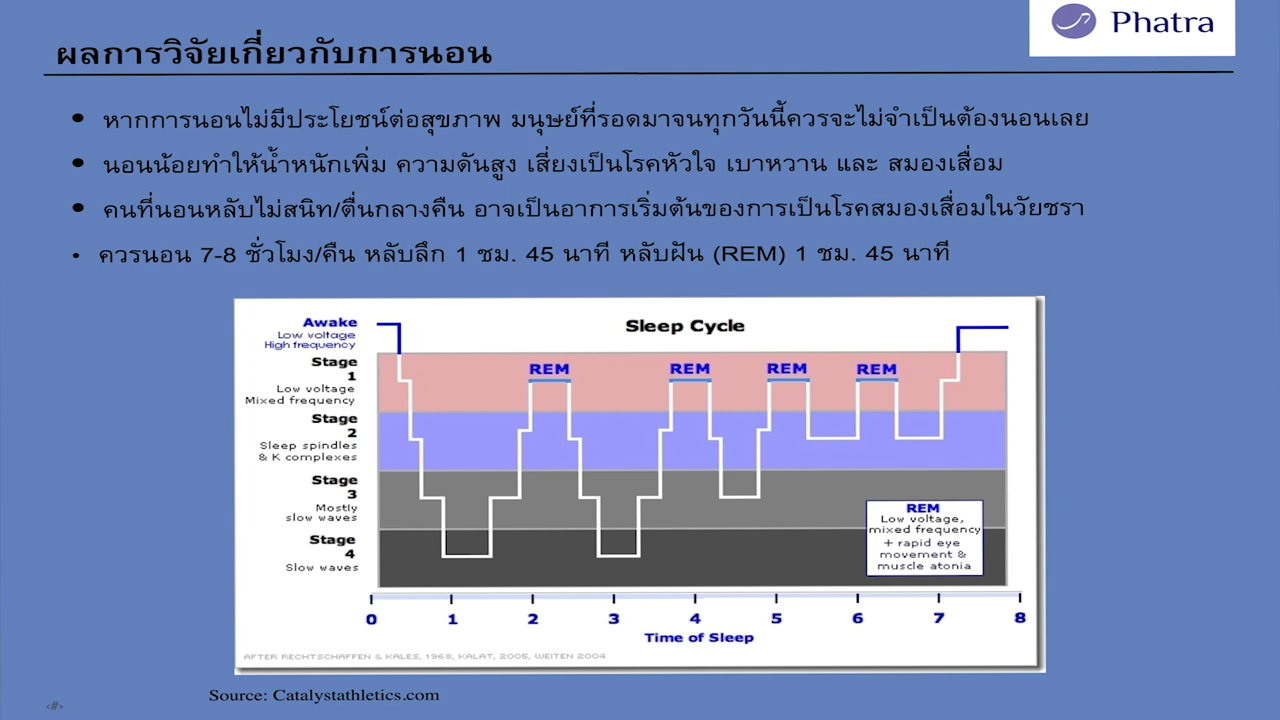 Phatra
ผลการวิจัยเกี่ยวกับการนอน
• หากการนอนไม่มีประโยชน์ต่อสุขภาพ มนุษย์ที่รอดมาจนทุกวันนี้ควรจะไม่จำเป็นต้องนอนเลย
• นอนน้อยทำให้น้ำหนักเพิ่ม ความดันสูง เสี่ยงเป็นโรคหัวใจ เบาหวาน และ สมองเสื่อม
• คนที่นอนหลับไม่สนิท/ตื่นกลางคืน อาจเป็นอาการเริ่มต้นของการเป็นโรคสมองเสื่อมในวัยชรา
• ควรนอน 7-8 ชั่วโมง/คืน หลับลึก 1 ชม. 45 นาที หลับฝัน (REM) 1 ชม. 45 นาที
Sleep Cycle
Awake
Low voltage
High frequency
Stage
1
Low voltage
Mixed frequency
Stage
2
Sleep spindles
& K complexes
Stage
3
Mostly
slow waves
Stage
4
Slow waves
REM REM REM REM
REM
Low voltage,
mixed frequency
+ rapid eye
movement &
muscle atonia
0 1 2 3 4 5 6 7 8
Time of Sleep
AFTER RECHTSCHAFFEN & KALES, 1968, KALAT, 2005, WEITEN 2004
Source: Catalystathletics.com
‹#›